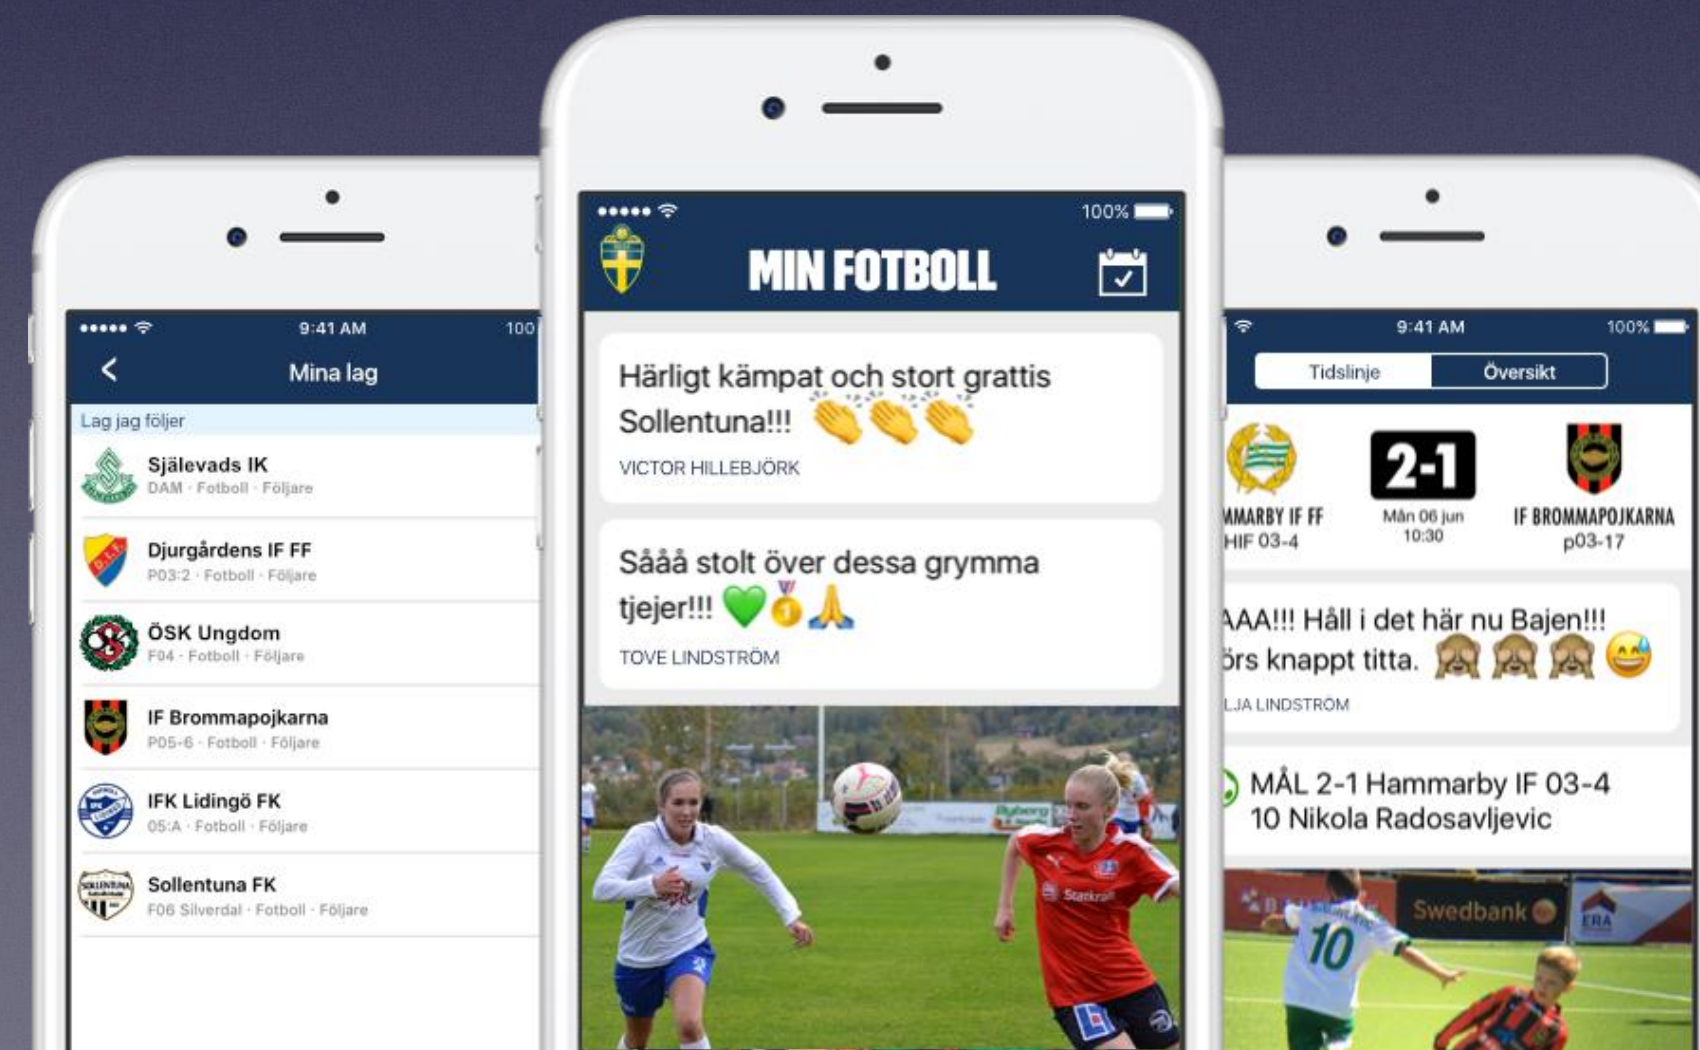 9:41 AM
100
Mina lag
Lag jag följer
Själevads IK
DAM · Fotboll · Följare
Djurgårdens IF FF
P03:2 · Fotboll · Följare
ÖSK Ungdom
F04 · Fotboll · Följare
IF Brommapojkarna
P05-6 · Fotboll · Följare
IFK Lidingö FK
05:A · Fotboll · Följare
Sollentuna FK
F06 Silverdal · Fotboll · Följare
100%
MIN FOTBOLL
Härligt kämpat och stort grattis
Sollentuna!!! 👏👏👏
VICTOR HILLEBJÖRK
Sååå stolt över dessa grymma
tjejer!!! 💚🥇🙏
TOVE LINDSTRÖM
Ryberg
Statkraft
9:41 AM
100%
Tidslinje
Översikt
2-1
MMARBY IF FF
HIF 03-4
Mån 06 jun
10:30
IF BROMMAPOJKARNA
p03-17
AAA!!! Håll i det här nu Bajen!!!
örs knappt titta. 🙈🙈🙈😅
LJA LINDSTRÖM
MÅL 2-1 Hammarby IF 03-4
10 Nikola Radosavljevic
Swedbank
ERA
10